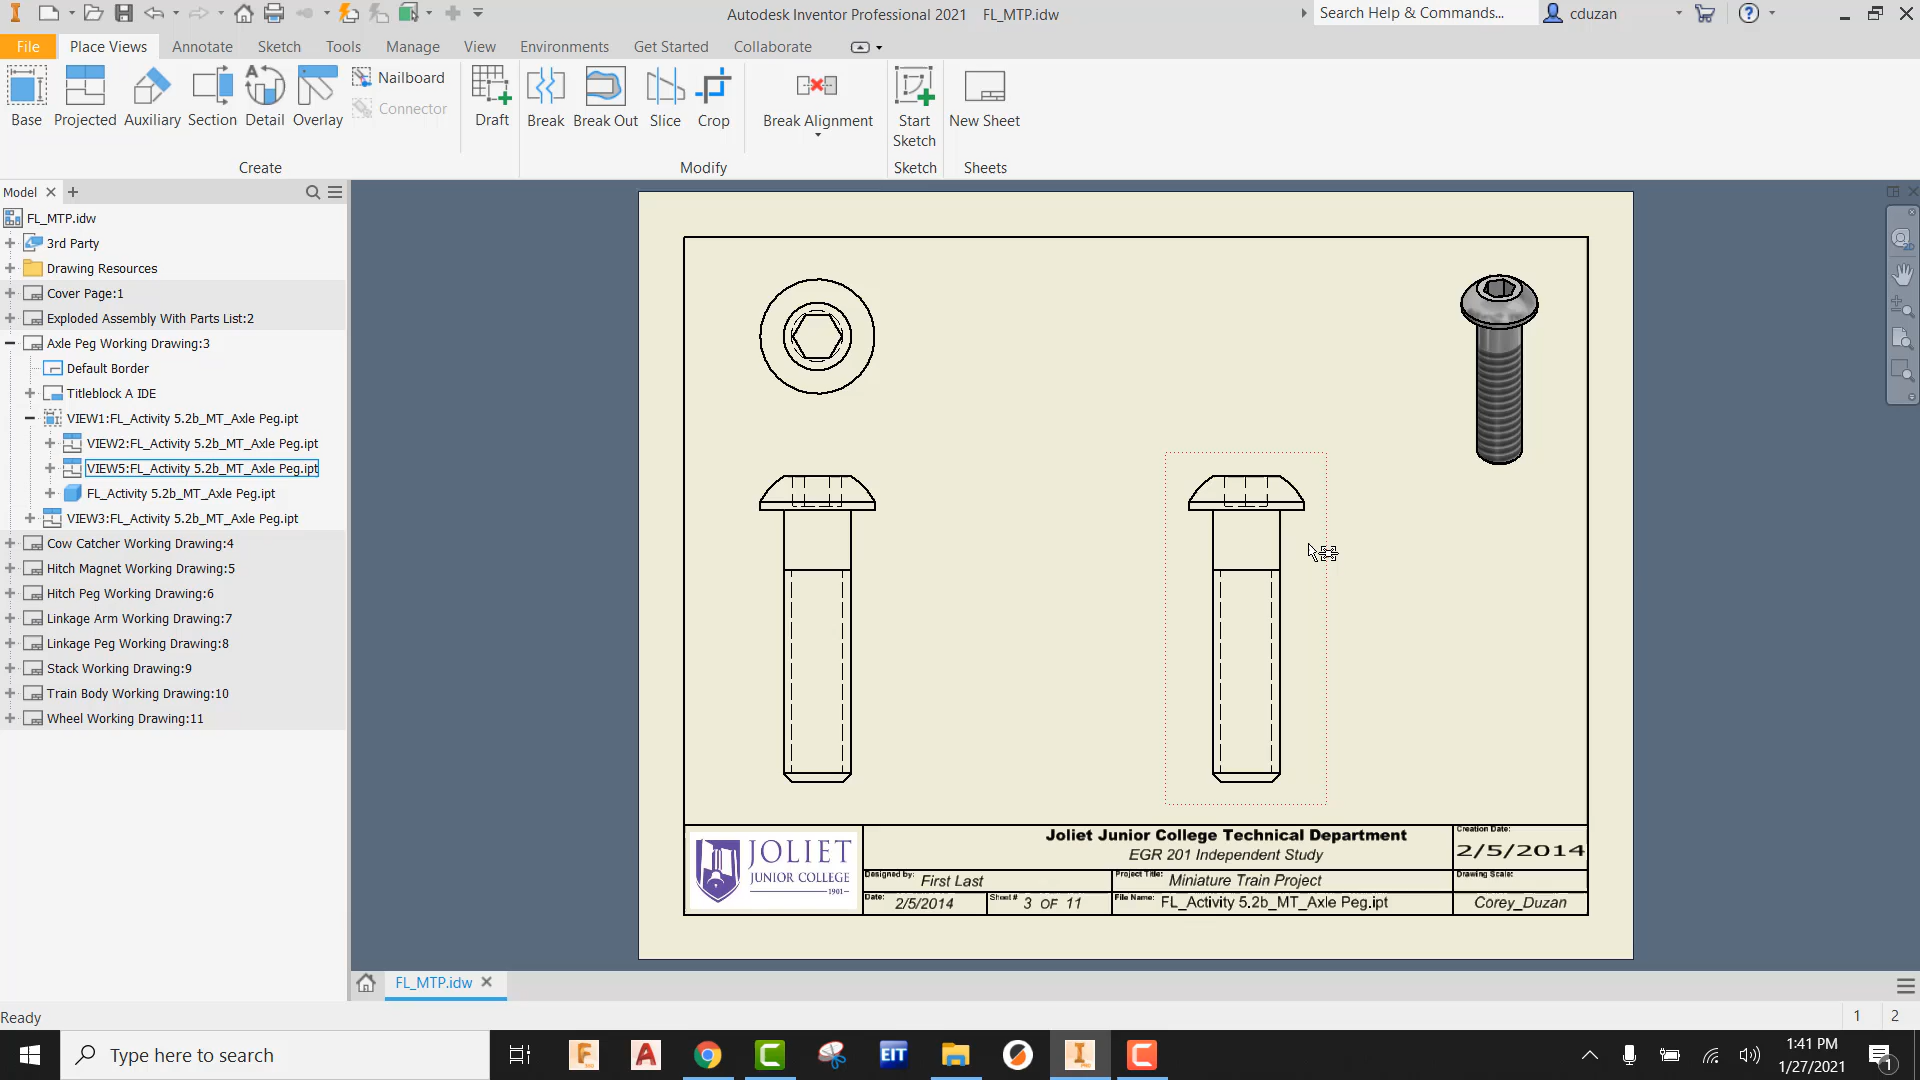 Autodesk Inventor Professional 2021 FL_MTP.idw
Search Help & Commands...
cduzan
File
Place Views
Annotate
Sketch
Tools
Manage
View
Environments
Get Started
Collaborate
Base
Projected
Auxiliary
Section
Detail
Overlay
Nailboard
Connector
Draft
Break
Break Out
Slice
Crop
Break Alignment
Start
Sketch
New Sheet
Create
Modify
Sketch
Sheets
Model
FL_MTP.idw
3rd Party
Drawing Resources
Cover Page:1
Exploded Assembly With Parts List:2
Axle Peg Working Drawing:3
Default Border
Titleblock A IDE
VIEW1:FL_Activity 5.2b_MT_Axle Peg.ipt
VIEW2:FL_Activity 5.2b_MT_Axle Peg.ipt
VIEW5:FL_Activity 5.2b_MT_Axle Peg.ipt
FL_Activity 5.2b_MT_Axle Peg.ipt
VIEW3:FL_Activity 5.2b_MT_Axle Peg.ipt
Cow Catcher Working Drawing:4
Hitch Magnet Working Drawing:5
Hitch Peg Working Drawing:6
Linkage Arm Working Drawing:7
Linkage Peg Working Drawing:8
Stack Working Drawing:9
Train Body Working Drawing:10
Wheel Working Drawing:11
JOLIET
JUNIOR COLLEGE
1901
Joliet Junior College Technical Department
EGR 201 Independent Study
Creation Date:
2/5/2014
Designed by: First Last
Project Title: Miniature Train Project
Drawing Scale:
Date: 2/5/2014
Sheet # 3 OF 11
File Name: FL_Activity 5.2b_MT_Axle Peg.ipt
Corey_Duzan
FL_MTP.idw
Ready
1 2
Type here to search
EIT
1:41 PM
1/27/2021
1